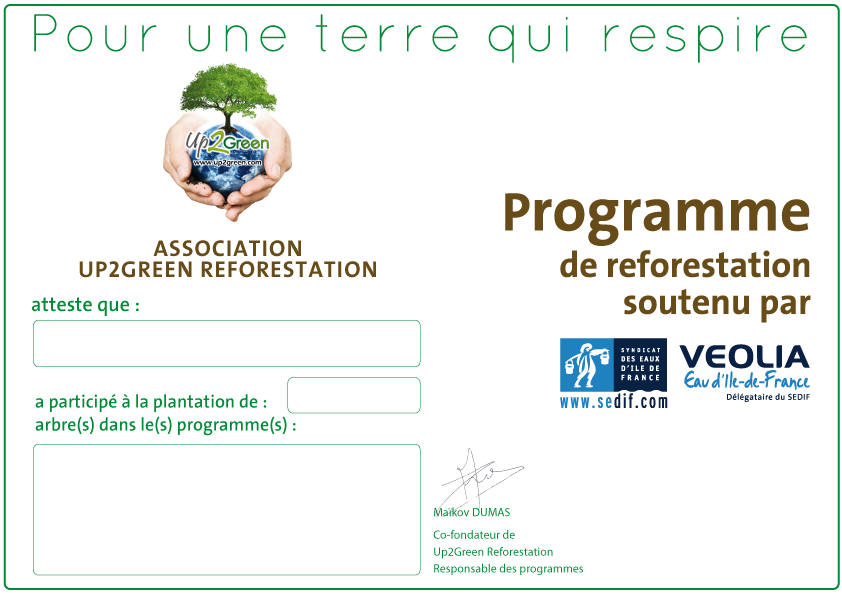 Pour une terre qui respire
Up2Green
www.up2green.com
ASSOCIATION
UP2GREEN REFORESTATION
atteste que :
a participé à la plantation de :
arbre(s) dans le(s) programme(s) :
Programme
de reforestation
soutenu par
SYNDICAT
DES EAUX
D'ILE DE
FRANCE
www.sedif.com
VEOLIA
Eau d'Ile-de-France
Délégataire du SEDIF
Maïkov DUMAS
Co-fondateur de
Up2Green Reforestation
Responsable des programmes